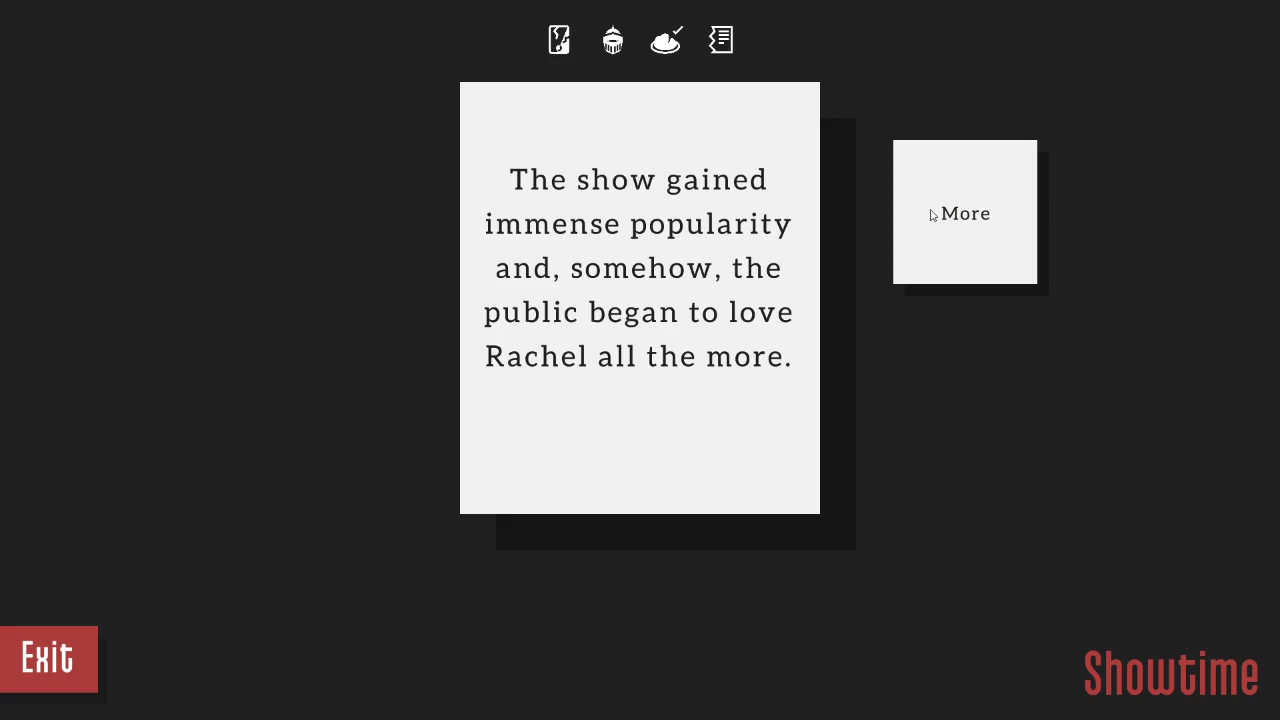 The show gained
immense popularity
and, somehow, the
public began to love
Rachel all the more.
More
Exit
Showtime